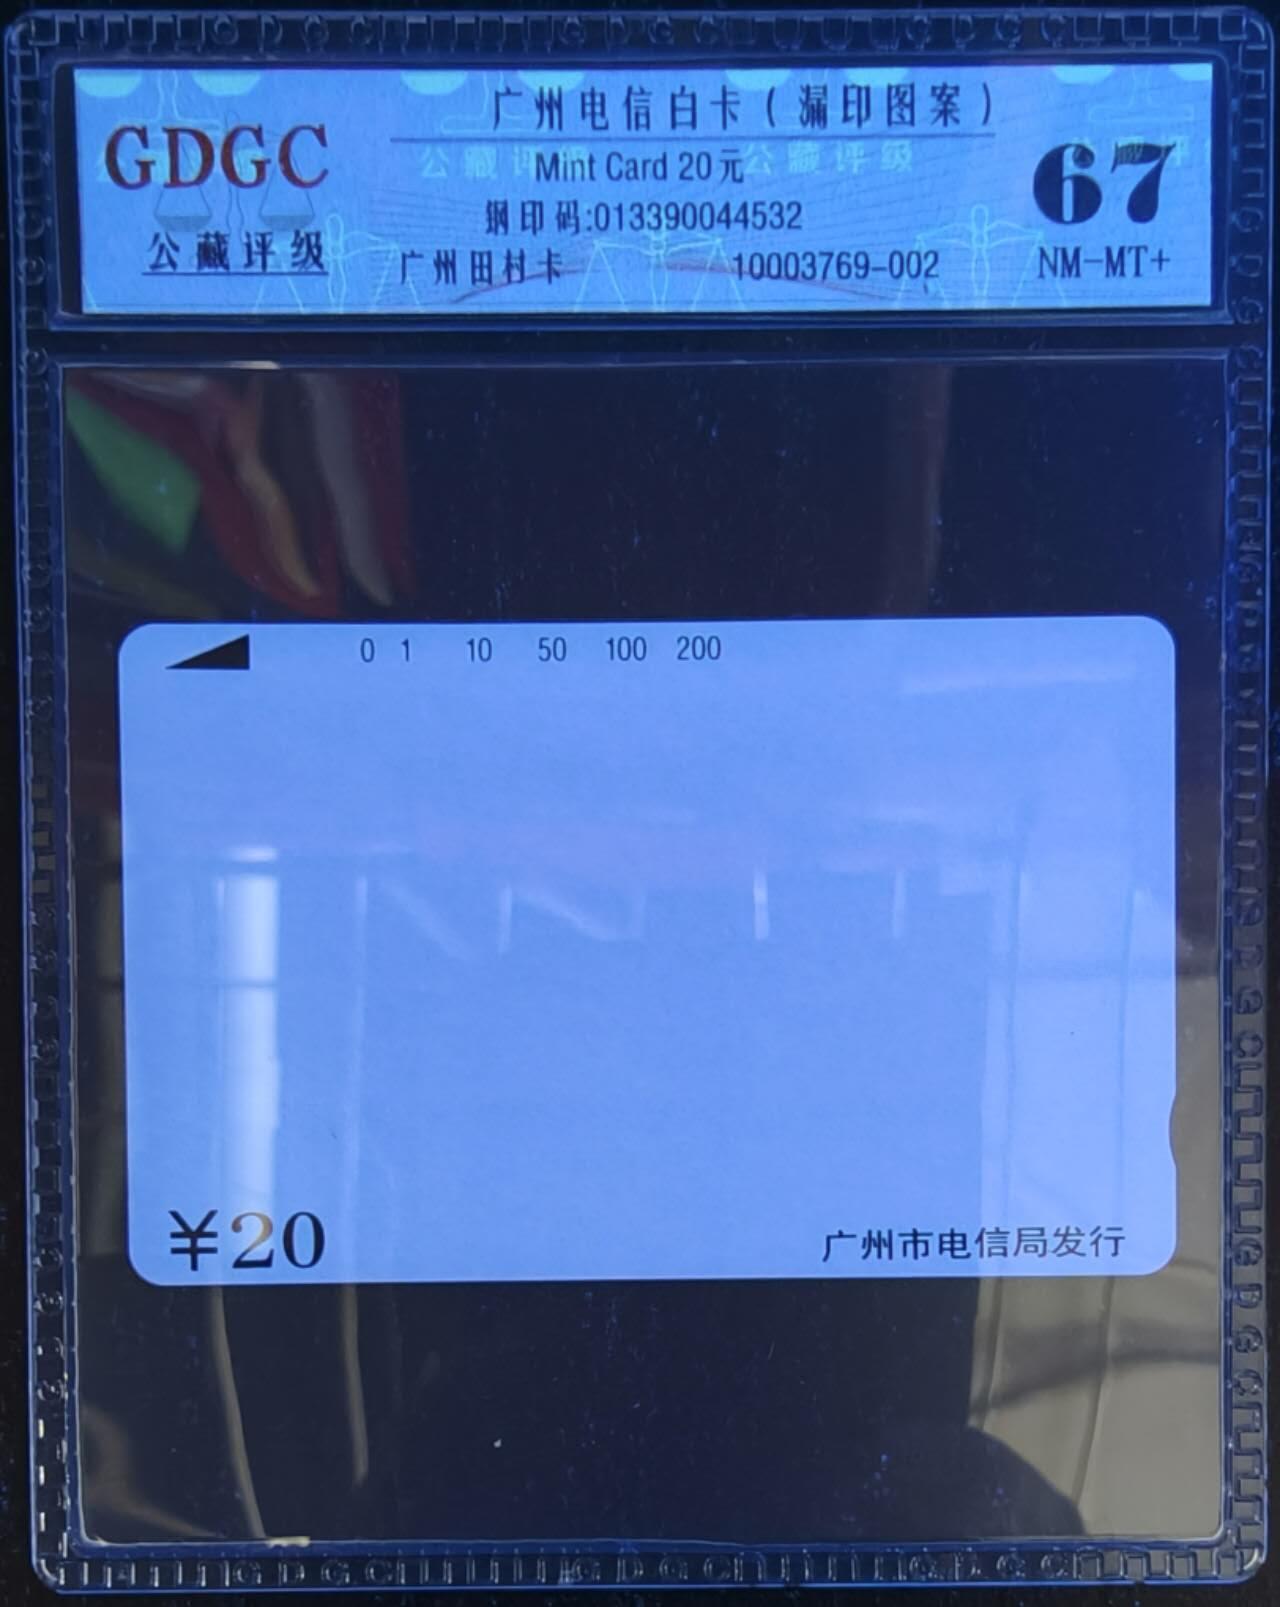 广州电信白卡（漏印图案）
GDGC
Mint Card 20元
67
钢印码:013390044532
公藏评级
广州田村卡
10003769-002
NM-MT+
0 1 10 50 100 200
¥20
广州市电信局发行